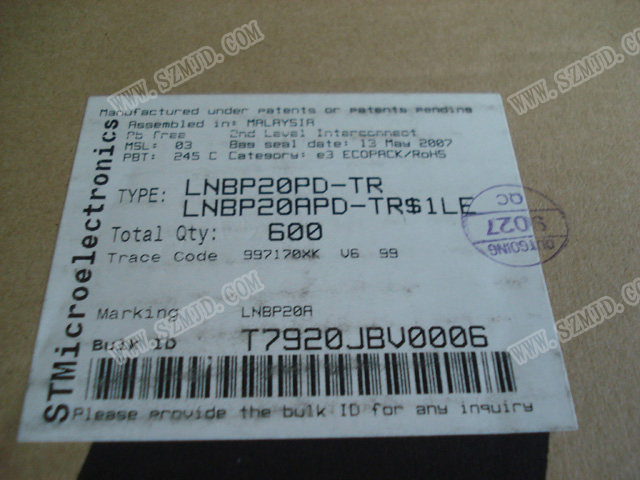 STMicroelectronics
Manufactured under patents or patents pending
Assembled in: MALAYSIA
Pb free 2nd Level Interconnect
MSL: 03 Bag seal date: 13 May 2007
PBT: 245 C Category: e3 ECOPACK/RoHS
TYPE: LNBP20PD-TR
LNBP20APD-TR$1LE
Total Qty: 600
Trace Code 997170XK V6 99
Marking LNBP20A
Bulk ID T7920JBV0006
Please provide the bulk ID for any inquiry
QC
9027
OUTGOING
WWW.SZMJD.COM
WWW.SZMJD.COM
WWW.SZMJD.COM
WWW.SZMJD.COM